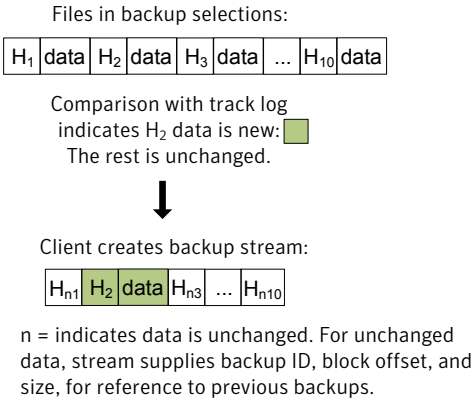 Files in backup selections:
H1 data H2 data H3 data ... H10 data
Comparison with track log
indicates H2 data is new:
The rest is unchanged.
Client creates backup stream:
Hn1 H2 data Hn3 ... Hn10
n = indicates data is unchanged. For unchanged
data, stream supplies backup ID, block offset, and
size, for reference to previous backups.